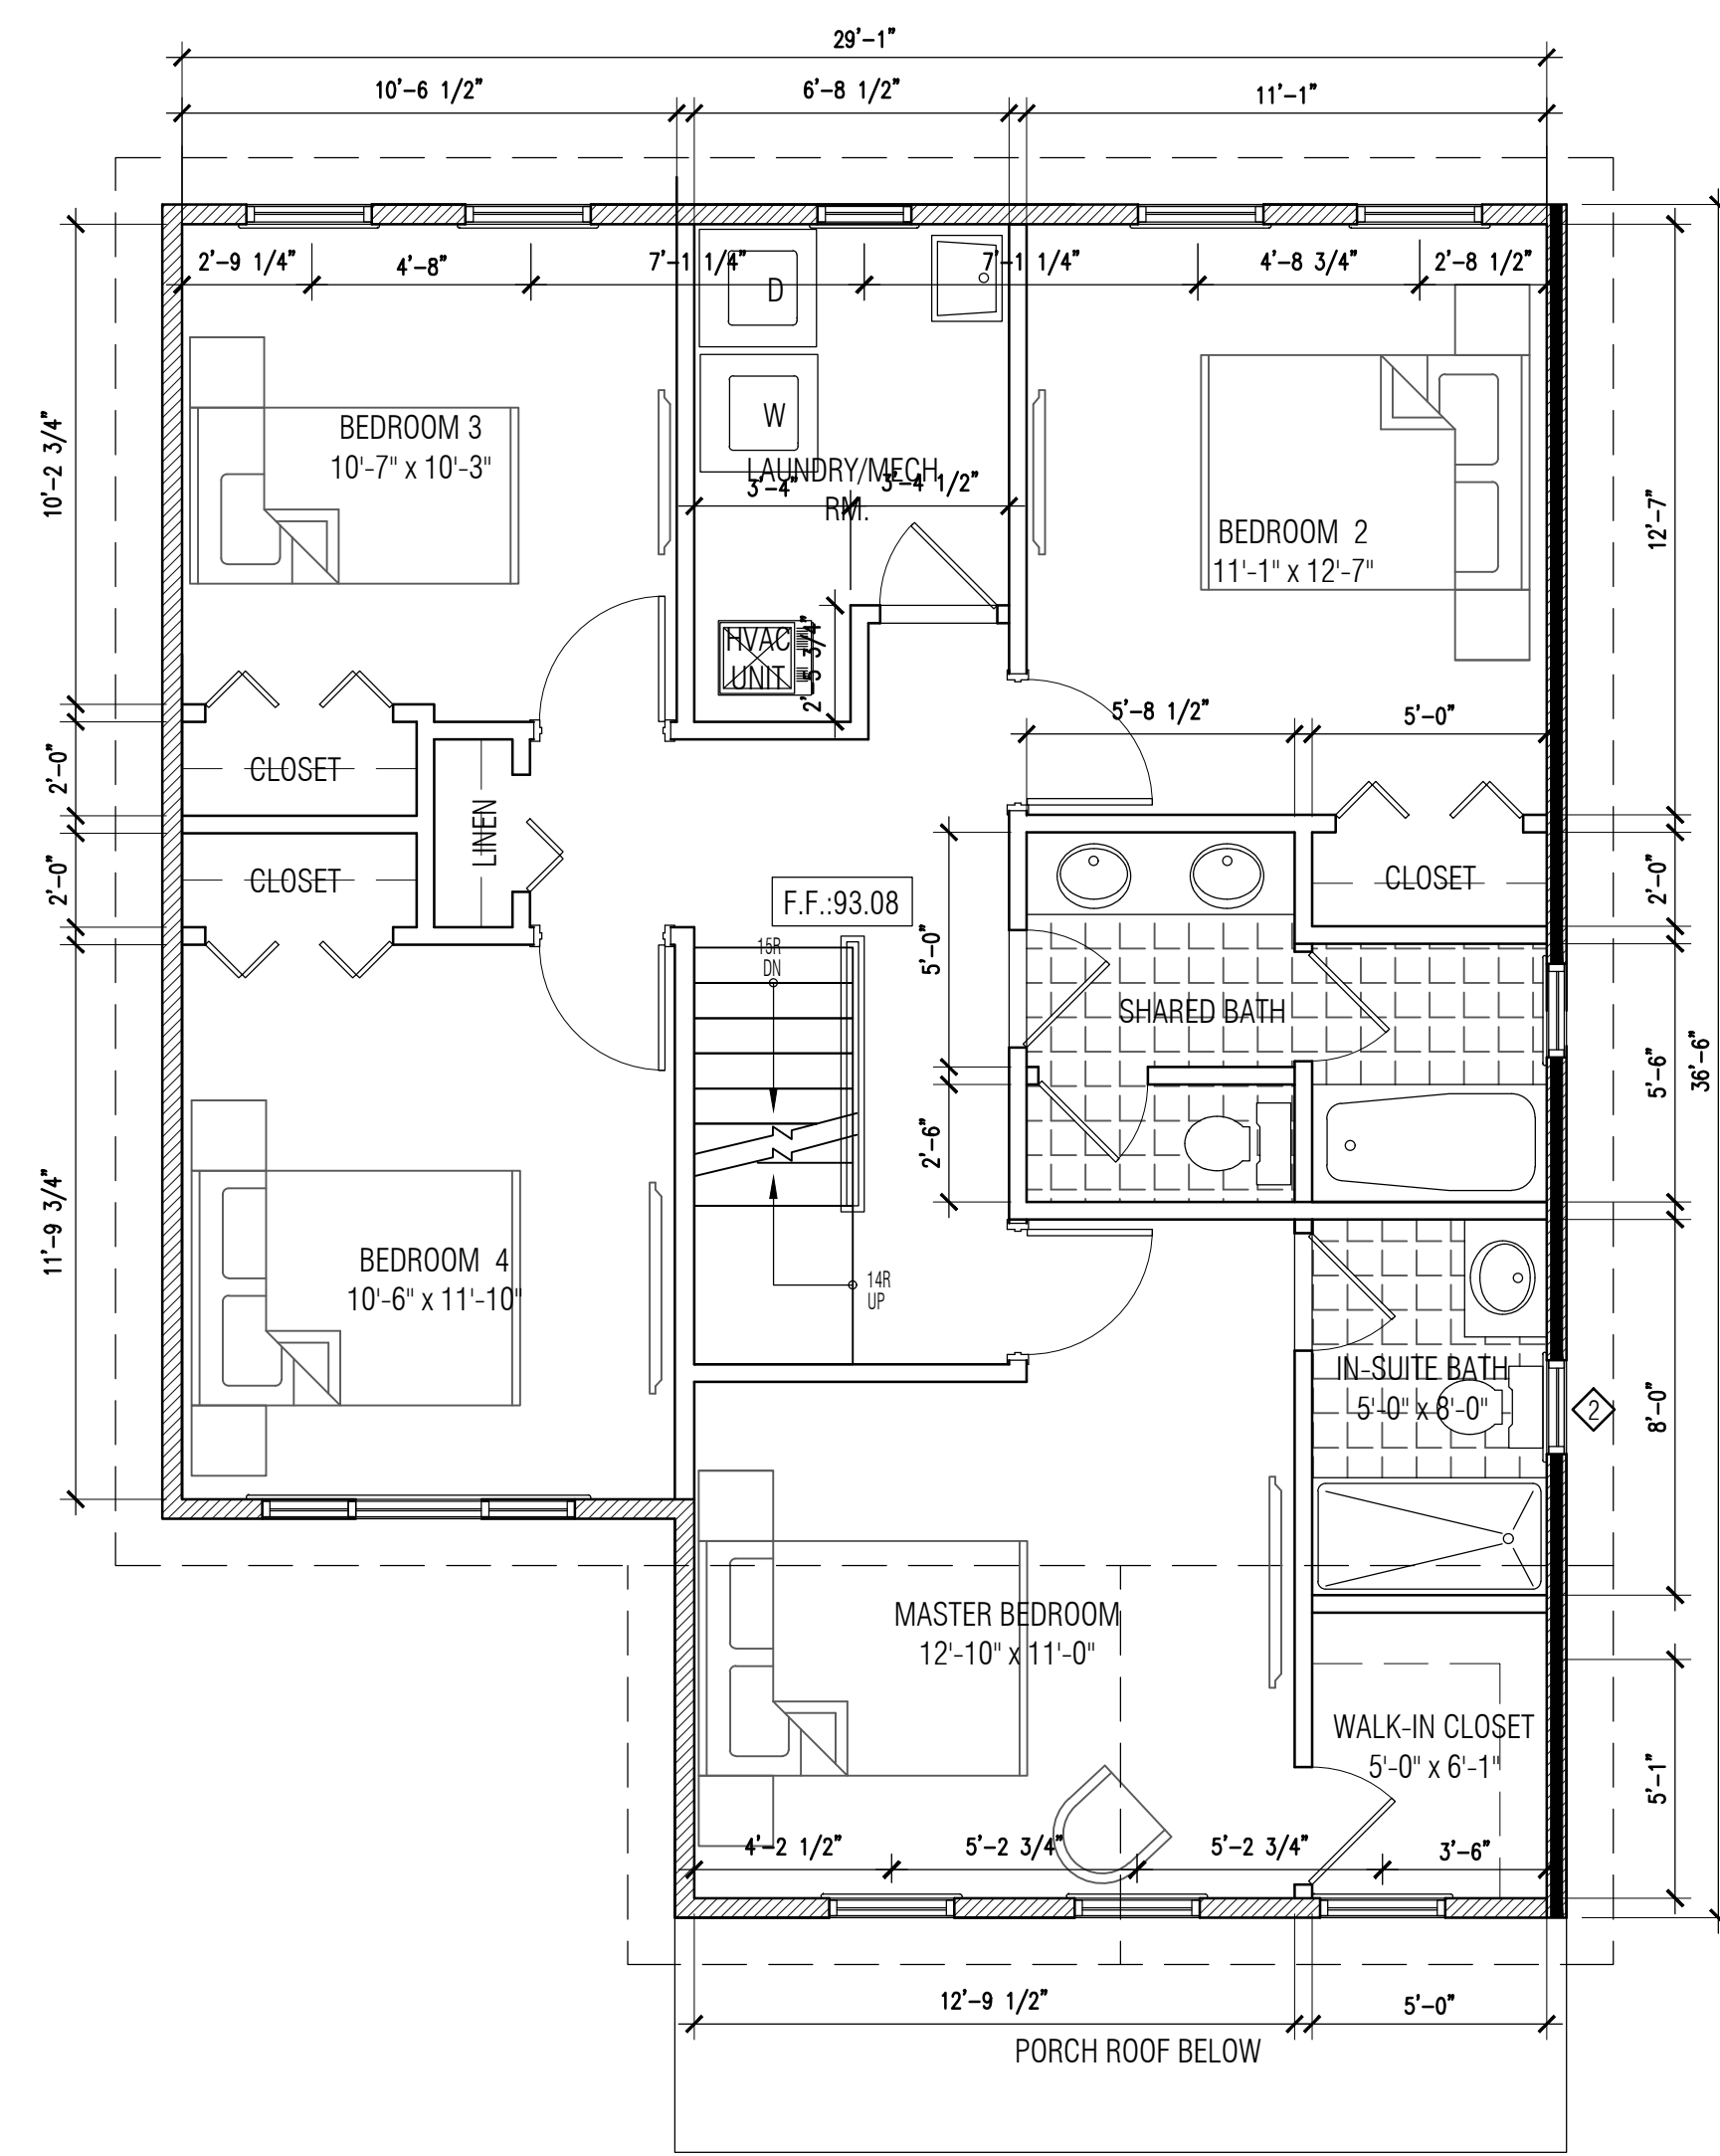 29'-1"
10'-6 1/2" 6'-8 1/2" 11'-1"
2'-9 1/4" 4'-8" 7'-1 1/4" 7'-1 1/4" 4'-8 3/4" 2'-8 1/2"
D
W
BEDROOM 3
10'-7" x 10'-3"
10'-2 3/4"
LAUNDRY/MECH
RM.
3'-4" 3'-4 1/2"
BEDROOM 2
11'-1" x 12'-7"
12'-7"
HVAC
UNIT
2'-5 3/4"
5'-8 1/2" 5'-0"
CLOSET
2'-0"
LINEN
CLOSET
2'-0"
CLOSET
2'-0"
F.F.:93.08
15R
DN
5'-0"
SHARED BATH
5'-6"
36'-6"
2'-6"
11'-9 3/4"
BEDROOM 4
10'-6" x 11'-10"
14R
UP
IN-SUITE BATH
5'-0" x 8'-0"
8'-0"
2
MASTER BEDROOM
12'-10" x 11'-0"
WALK-IN CLOSET
5'-0" x 6'-1"
5'-1"
4'-2 1/2" 5'-2 3/4" 5'-2 3/4" 3'-6"
12'-9 1/2" 5'-0"
PORCH ROOF BELOW